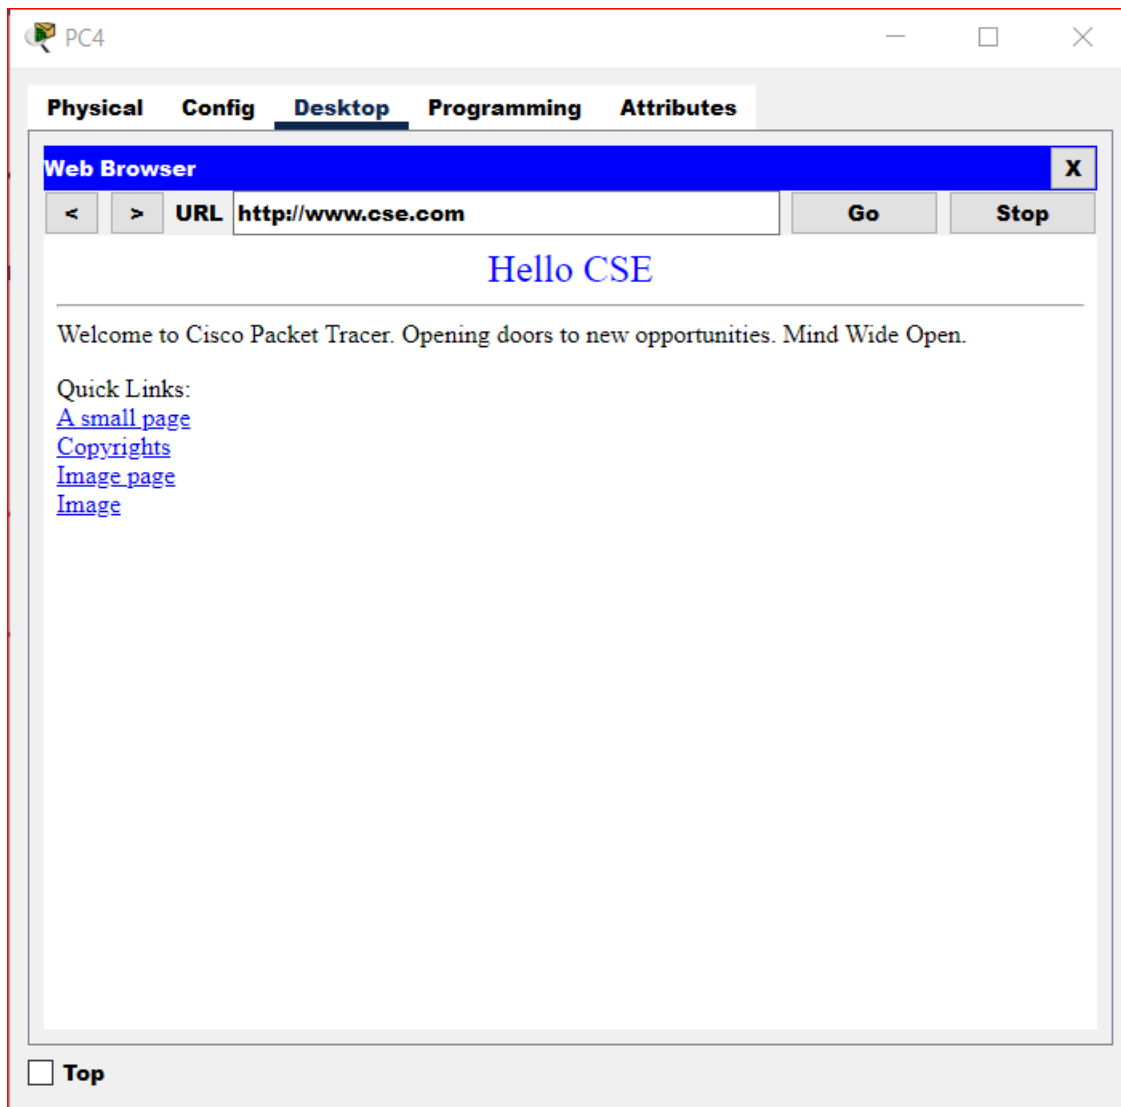 PC4
Physical Config Desktop Programming Attributes
Web Browser X
< > URL http://www.cse.com Go Stop
Hello CSE
Welcome to Cisco Packet Tracer. Opening doors to new opportunities. Mind Wide Open.
Quick Links:
A small page
Copyrights
Image page
Image
Top